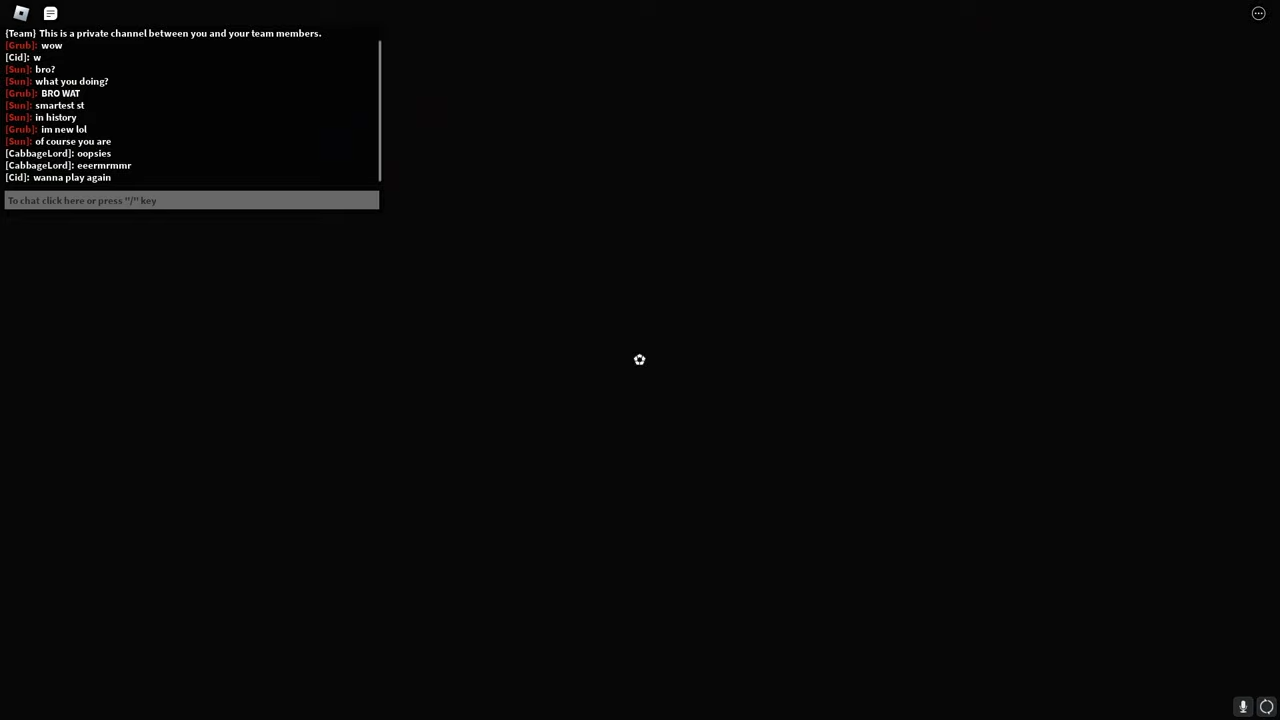 {Team} This is a private channel between you and your team members.
[Grub]: wow
[Cid]: w
[Sun]: bro?
[Sun]: what you doing?
[Grub]: BRO WAT
[Sun]: smartest st
[Sun]: in history
[Grub]: im new lol
[Sun]: of course you are
[CabbageLord]: oopsies
[CabbageLord]: eeermrmmr
[Cid]: wanna play again
To chat click here or press "/" key